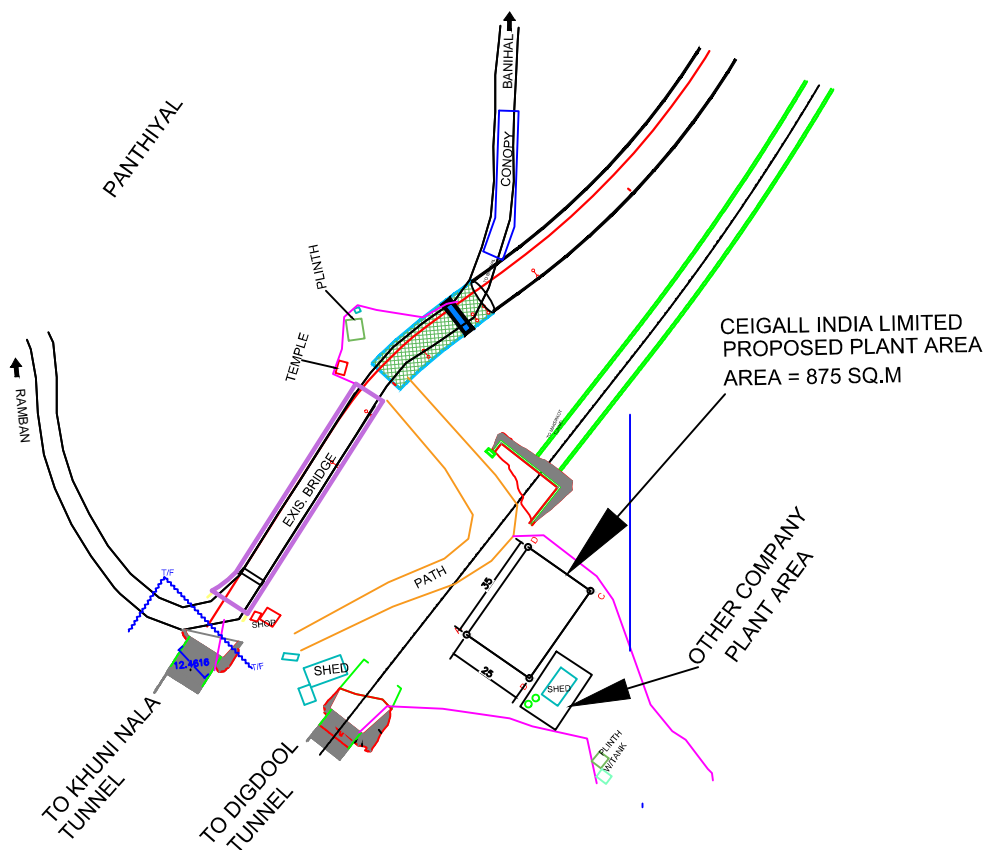 BANIHAL
CONOPY
PANTHIYAL
PLINTH
TEMPLE
RAMBAN
CEIGALL INDIA LIMITED
PROPOSED PLANT AREA
AREA = 875 SQ.M
EXIS. BRIDGE
PATH
T/F
T/F
SHOP
12.4616
SHED
D
C
A
B
35
25
OTHER COMPANY
PLANT AREA
SHED
PLINTH
W/TANK
TO KHUNI NALA
TUNNEL
TO DIGDOOL
TUNNEL